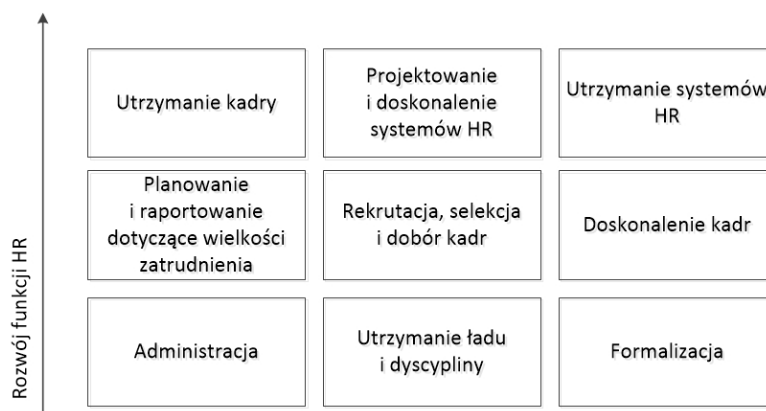 Rozwój funkcji HR
Utrzymanie kadry
Projektowanie
i doskonalenie
systemów HR
Utrzymanie systemów
HR
Planowanie
i raportowanie
dotyczące wielkości
zatrudnienia
Rekrutacja, selekcja
i dobór kadr
Doskonalenie kadr
Administracja
Utrzymanie ładu
i dyscypliny
Formalizacja